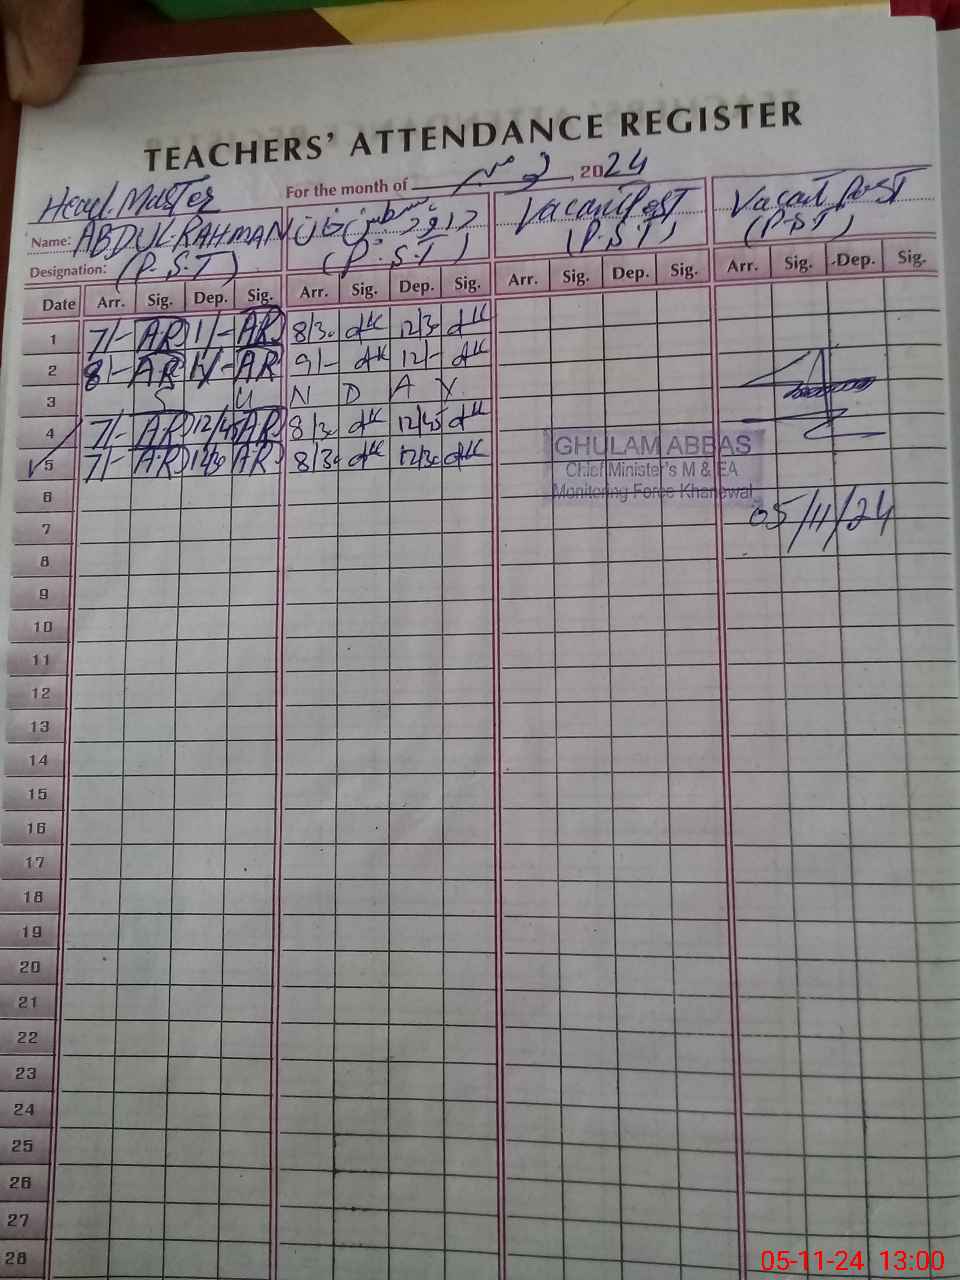 TEACHERS' ATTENDANCE REGISTER
For the month of 2024
Head Master
Name: ABDUL RAHMAN Vacant Post Vacant Post
Designation: (P.S.T) (P.S.T) (P.S.T) (P.S.T)
Date Arr. Sig. Dep. Sig. Arr. Sig. Dep. Sig. Arr. Sig. Dep. Sig. Arr. Sig. Dep. Sig.
1 7/- AR 1/- AR 8/30 12/30
2 8/- AR AR 9/- 12/-
3 S U N D A Y
4 7/- AR 12/45 AR 8/30 12/45
5 7/- AR AR 8/30 12/30
GHULAM ABBAS
Chief Minister's M & EA
Monitoring Force Khanewal
6
05/11/24
7
8
9
10
11
12
13
14
15
16
17
18
19
20
21
22
23
24
25
26
27
28
05-11-24 13:00